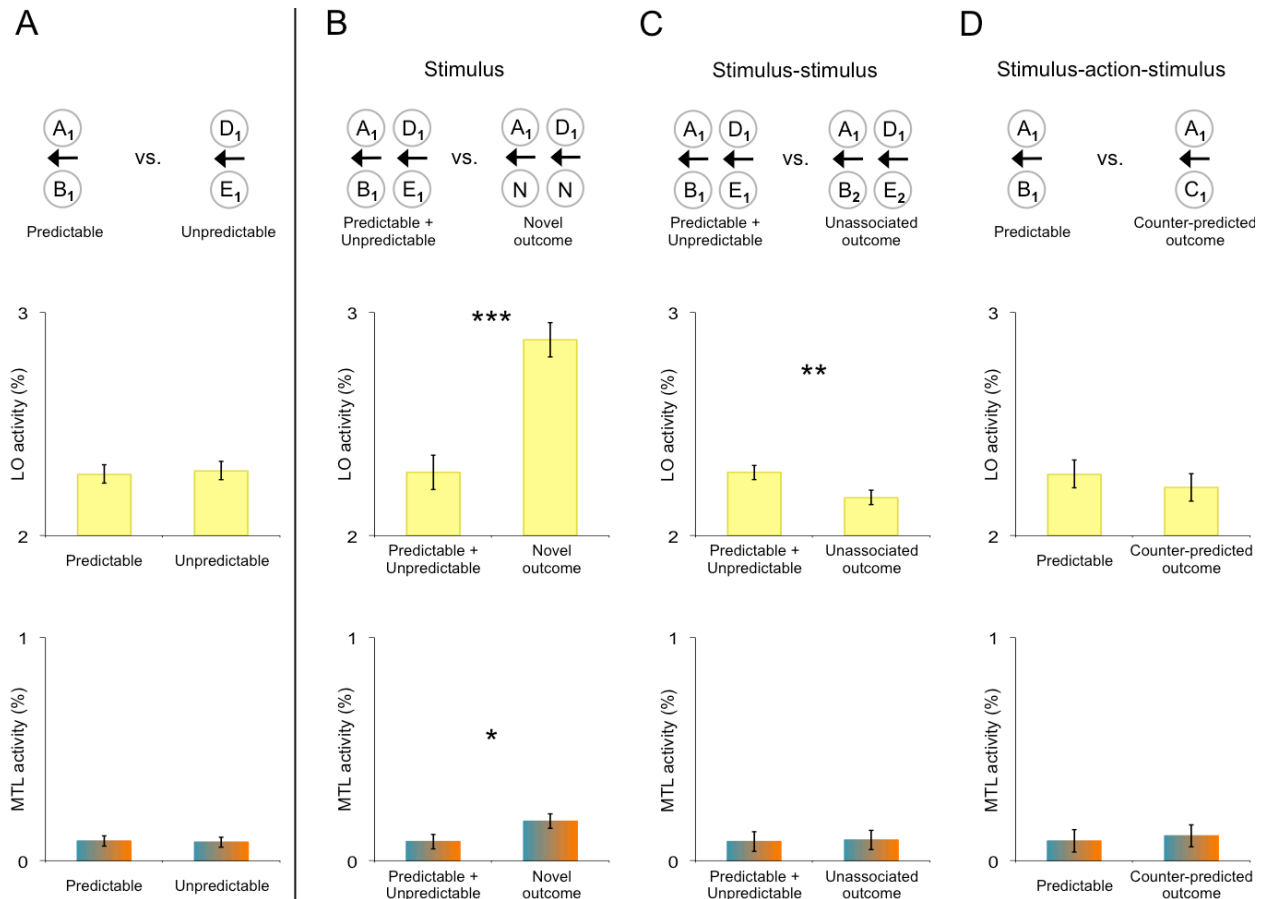 A
B
C
D
Stimulus
Stimulus-stimulus
Stimulus-action-stimulus
A1
vs.
D1
B1
E1
Predictable
Unpredictable
A1 D1
vs.
A1 D1
B1 E1
N N
Predictable +
Unpredictable
Novel
outcome
A1 D1
vs.
A1 D1
B1 E1
B2 E2
Predictable +
Unpredictable
Unassociated
outcome
A1
vs.
A1
B1
C1
Predictable
Counter-predicted
outcome
3
LO activity (%)
2
Predictable
Unpredictable
3
***
LO activity (%)
2
Predictable +
Unpredictable
Novel
outcome
3
**
LO activity (%)
2
Predictable +
Unpredictable
Unassociated
outcome
3
LO activity (%)
2
Predictable
Counter-predicted
outcome
1
MTL activity (%)
0
Predictable
Unpredictable
1
*
MTL activity (%)
0
Predictable +
Unpredictable
Novel
outcome
1
MTL activity (%)
0
Predictable +
Unpredictable
Unassociated
outcome
1
MTL activity (%)
0
Predictable
Counter-predicted
outcome